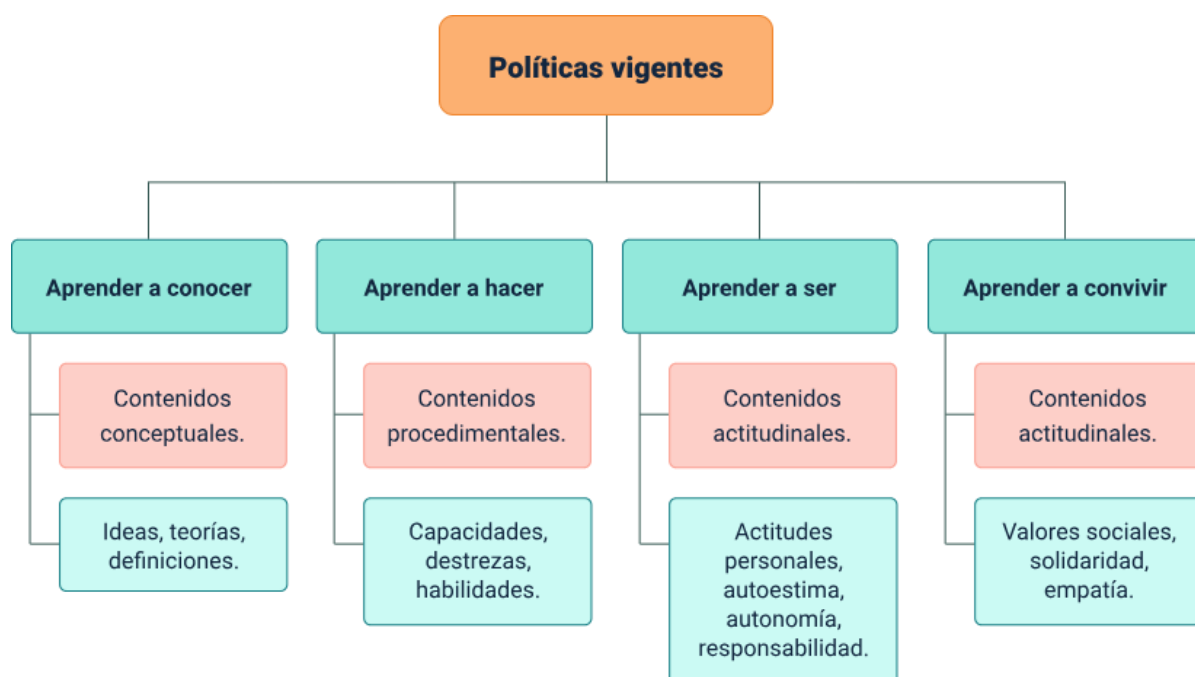 Políticas vigentes
Aprender a conocer
Contenidos
conceptuales.
Ideas, teorías,
definiciones.
Aprender a hacer
Contenidos
procedimentales.
Capacidades,
destrezas,
habilidades.
Aprender a ser
Contenidos
actitudinales.
Actitudes
personales,
autoestima,
autonomía,
responsabilidad.
Aprender a convivir
Contenidos
actitudinales.
Valores sociales,
solidaridad,
empatía.